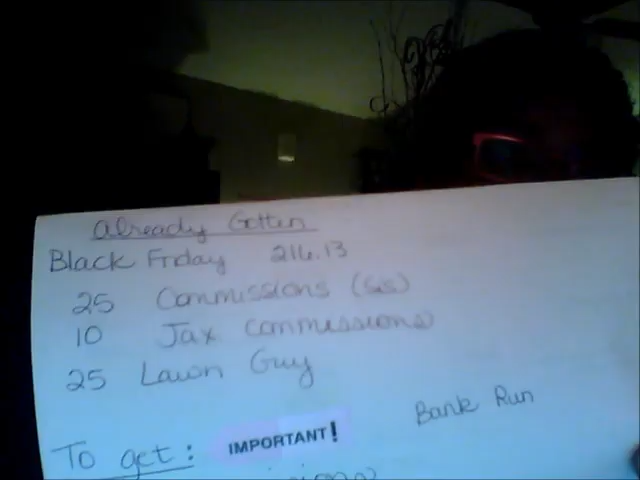 Already Gotten
Black Friday 216.13
25 Commissions (GS)
10 Jax Commissions
25 Lawn Guy
Bank Run
To get: IMPORTANT!